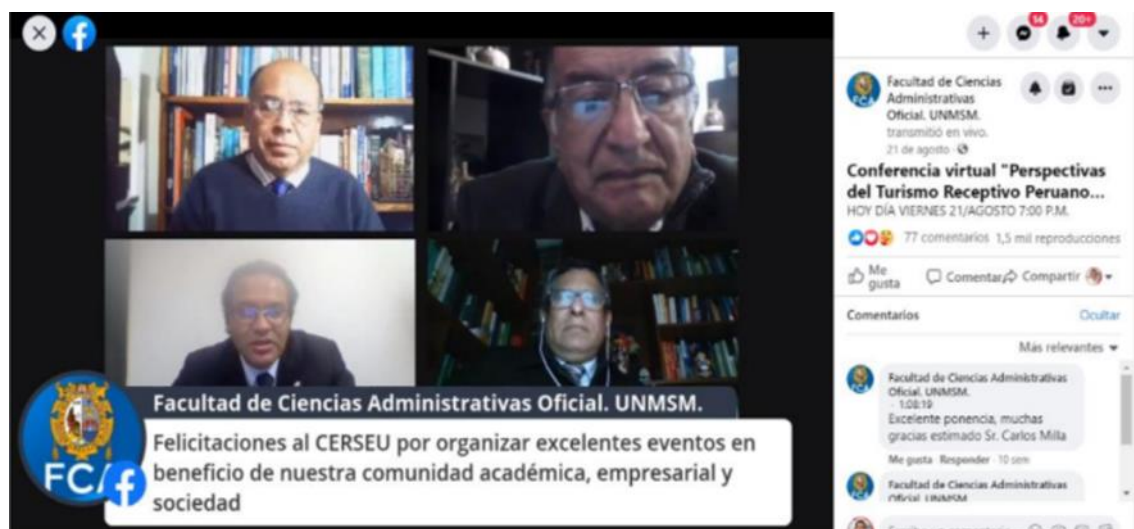 14
20+
Facultad de Ciencias
Administrativas
Oficial. UNMSM.
transmitió en vivo.
21 de agosto ·
Conferencia virtual "Perspectivas
del Turismo Receptivo Peruano...
HOY DÍA VIERNES 21/AGOSTO 7:00 P.M.
77 comentarios 1,5 mil reproducciones
Me
gusta
Comentar
Compartir
Comentarios
Ocultar
Más relevantes
Facultad de Ciencias Administrativas
Oficial. UNMSM.
· 1:08:19
Excelente ponencia, muchas
gracias estimado Sr. Carlos Milla
Me gusta Responder · 10 sem
Facultad de Ciencias Administrativas
Oficial. UNMSM.
Facultad de Ciencias Administrativas Oficial. UNMSM.
Felicitaciones al CERSEU por organizar excelentes eventos en
beneficio de nuestra comunidad académica, empresarial y
sociedad
FCA